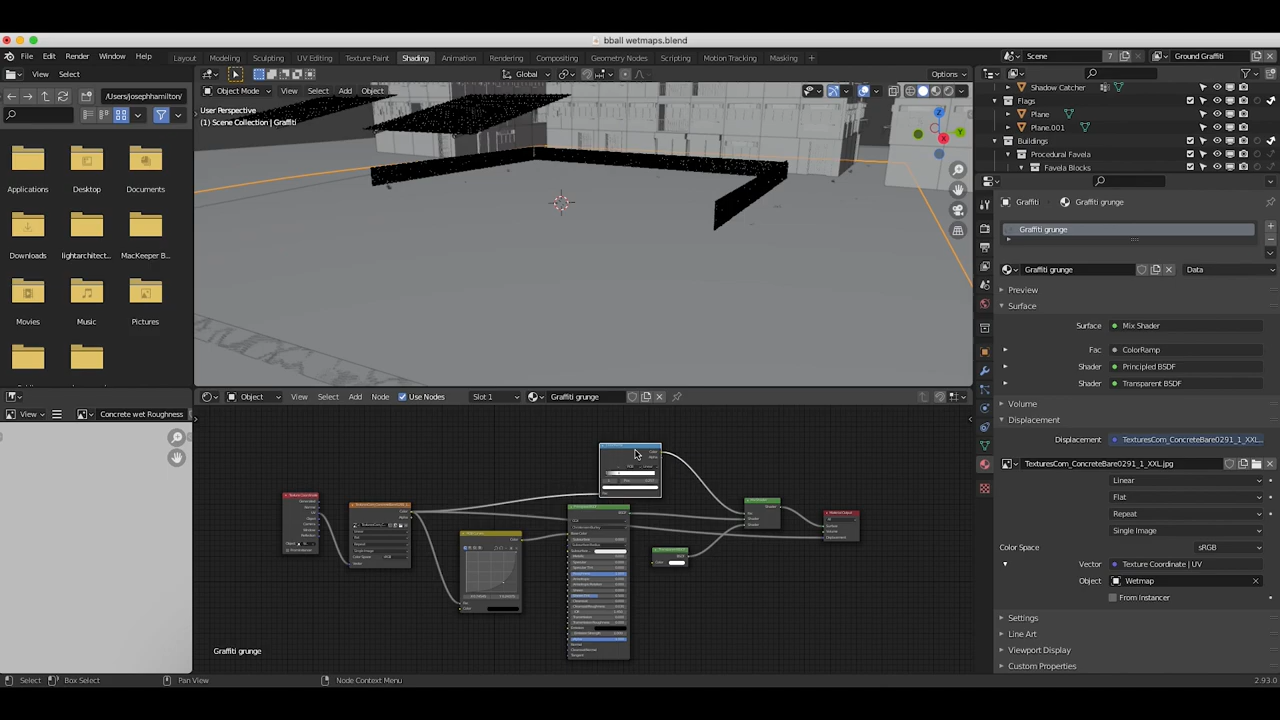 bball wetmaps.blend
File Edit Render Window Help
Layout Modeling Sculpting UV Editing Texture Paint Shading Animation Rendering Compositing Geometry Nodes Scripting Motion Tracking Masking +
Scene 7 Ground Graffiti
View Select
Global
Options
/Users/josephhamilton/
Object Mode View Select Add Object
User Perspective
(1) Scene Collection | Graffiti
Z
Y
X
Applications Desktop Documents
Downloads lightarchitect... MacKeeper B...
Movies Music Pictures
Shadow Catcher
Flags
Plane
Plane.001
Buildings
Procedural Favela
Favela Blocks
Graffiti Graffiti grunge
Graffiti grunge
Graffiti grunge Data
Preview
Surface
Surface Mix Shader
Fac ColorRamp
Shader Principled BSDF
Shader Transparent BSDF
Volume
Displacement
Displacement TexturesCom_ConcreteBare0291_1_XXL...
TexturesCom_ConcreteBare0291_1_XXL.jpg
Linear
Flat
Repeat
Single Image
Color Space sRGB
Vector Texture Coordinate | UV
Object Wetmap
From Instancer
Settings
Line Art
Viewport Display
Custom Properties
View Concrete wet Roughness
Object View Select Add Node Use Nodes Slot 1 Graffiti grunge
Graffiti grunge
Select Box Select Pan View Node Context Menu 2.93.0